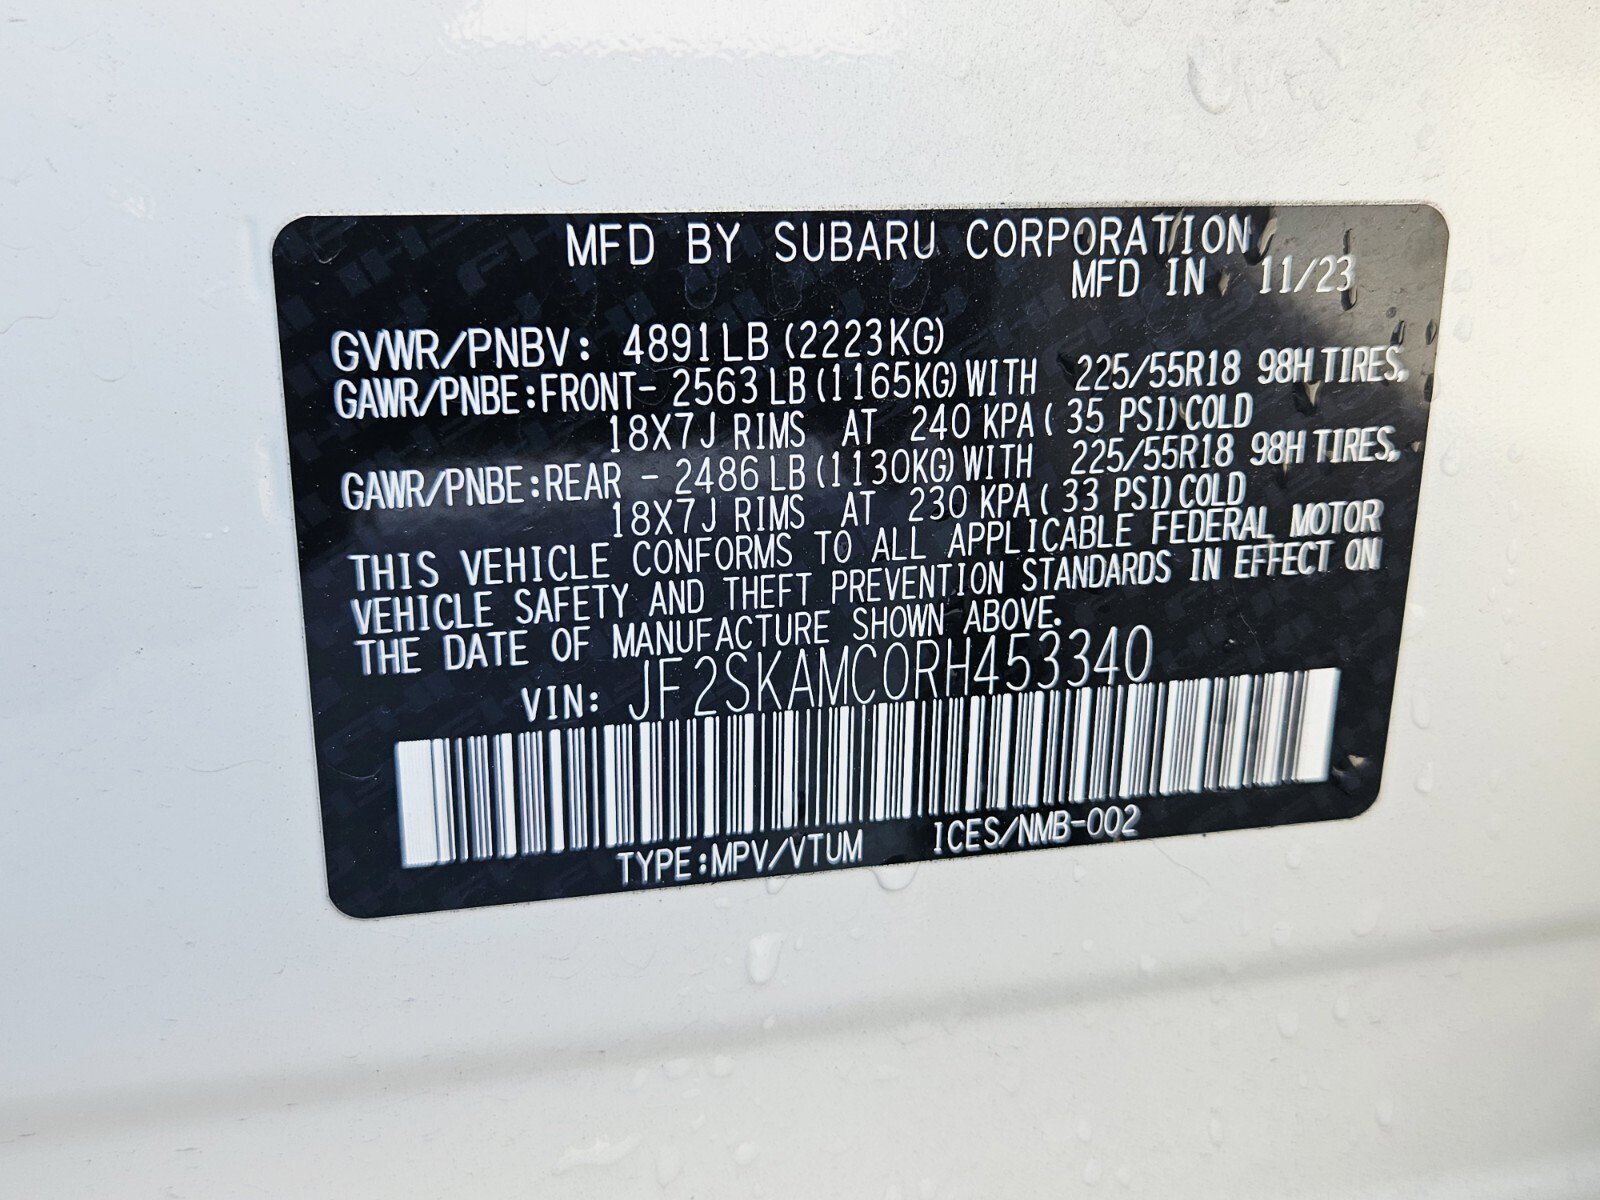 MFD BY SUBARU CORPORATION
MFD IN 11/23
GVWR/PNBV: 4891LB (2223KG)
GAWR/PNBE:FRONT- 2563 LB (1165KG) WITH 225/55R18 98H TIRES,
18X7J RIMS AT 240 KPA ( 35 PSI) COLD
GAWR/PNBE:REAR - 2486 LB (1130KG) WITH 225/55R18 98H TIRES,
18X7J RIMS AT 230 KPA ( 33 PSI) COLD
THIS VEHICLE CONFORMS TO ALL APPLICABLE FEDERAL MOTOR
VEHICLE SAFETY AND THEFT PREVENTION STANDARDS IN EFFECT ON
THE DATE OF MANUFACTURE SHOWN ABOVE.
VIN: JF2SKAMC0RH453340
TYPE:MPV/VTUM ICES/NMB-002